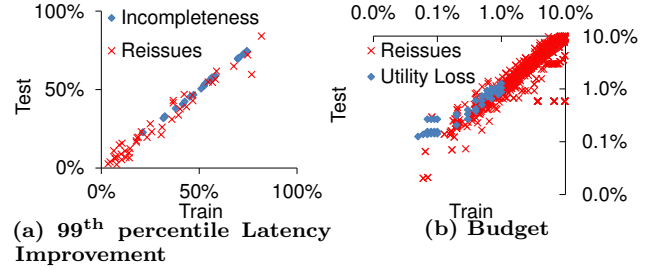 100%
50%
0%
Test
Incompleteness
Reissues
0%
50%
100%
Train
(a) 99th percentile Latency
Improvement
0.0%
0.1%
1.0%
10.0%
Reissues
Utility Loss
Test
10.0%
1.0%
0.1%
0.0%
Train
(b) Budget